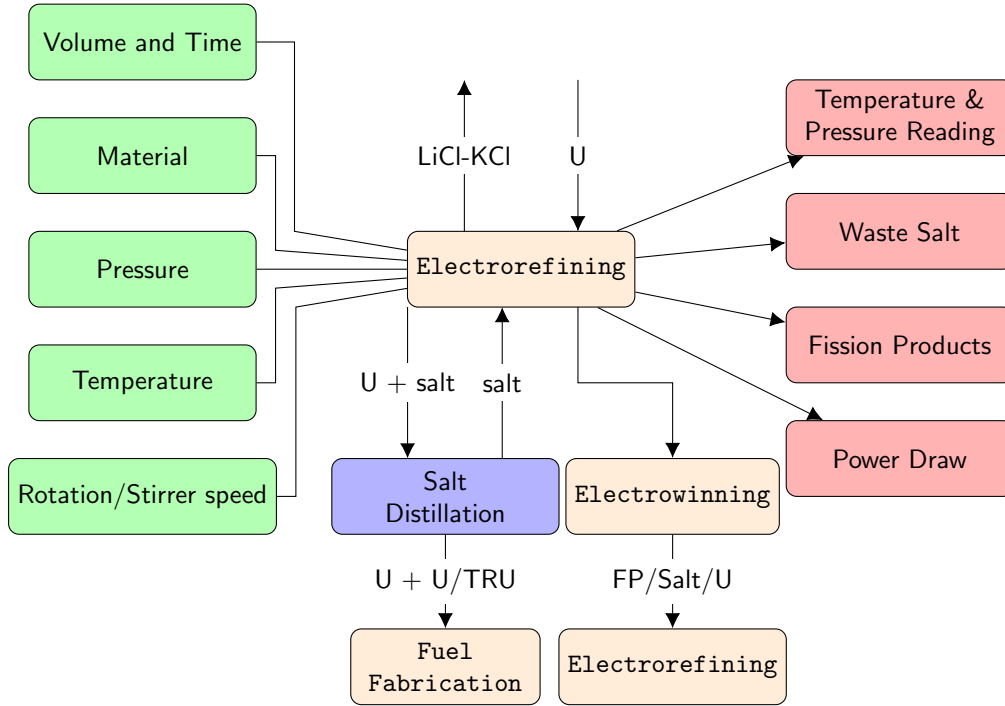 Volume and Time
Material
Pressure
Temperature
Rotation/Stirrer speed
LiCl-KCl
U
Electrorefining
U + salt
salt
Salt
Distillation
Electrowinning
U + U/TRU
FP/Salt/U
Fuel
Fabrication
Electrorefining
Temperature &
Pressure Reading
Waste Salt
Fission Products
Power Draw